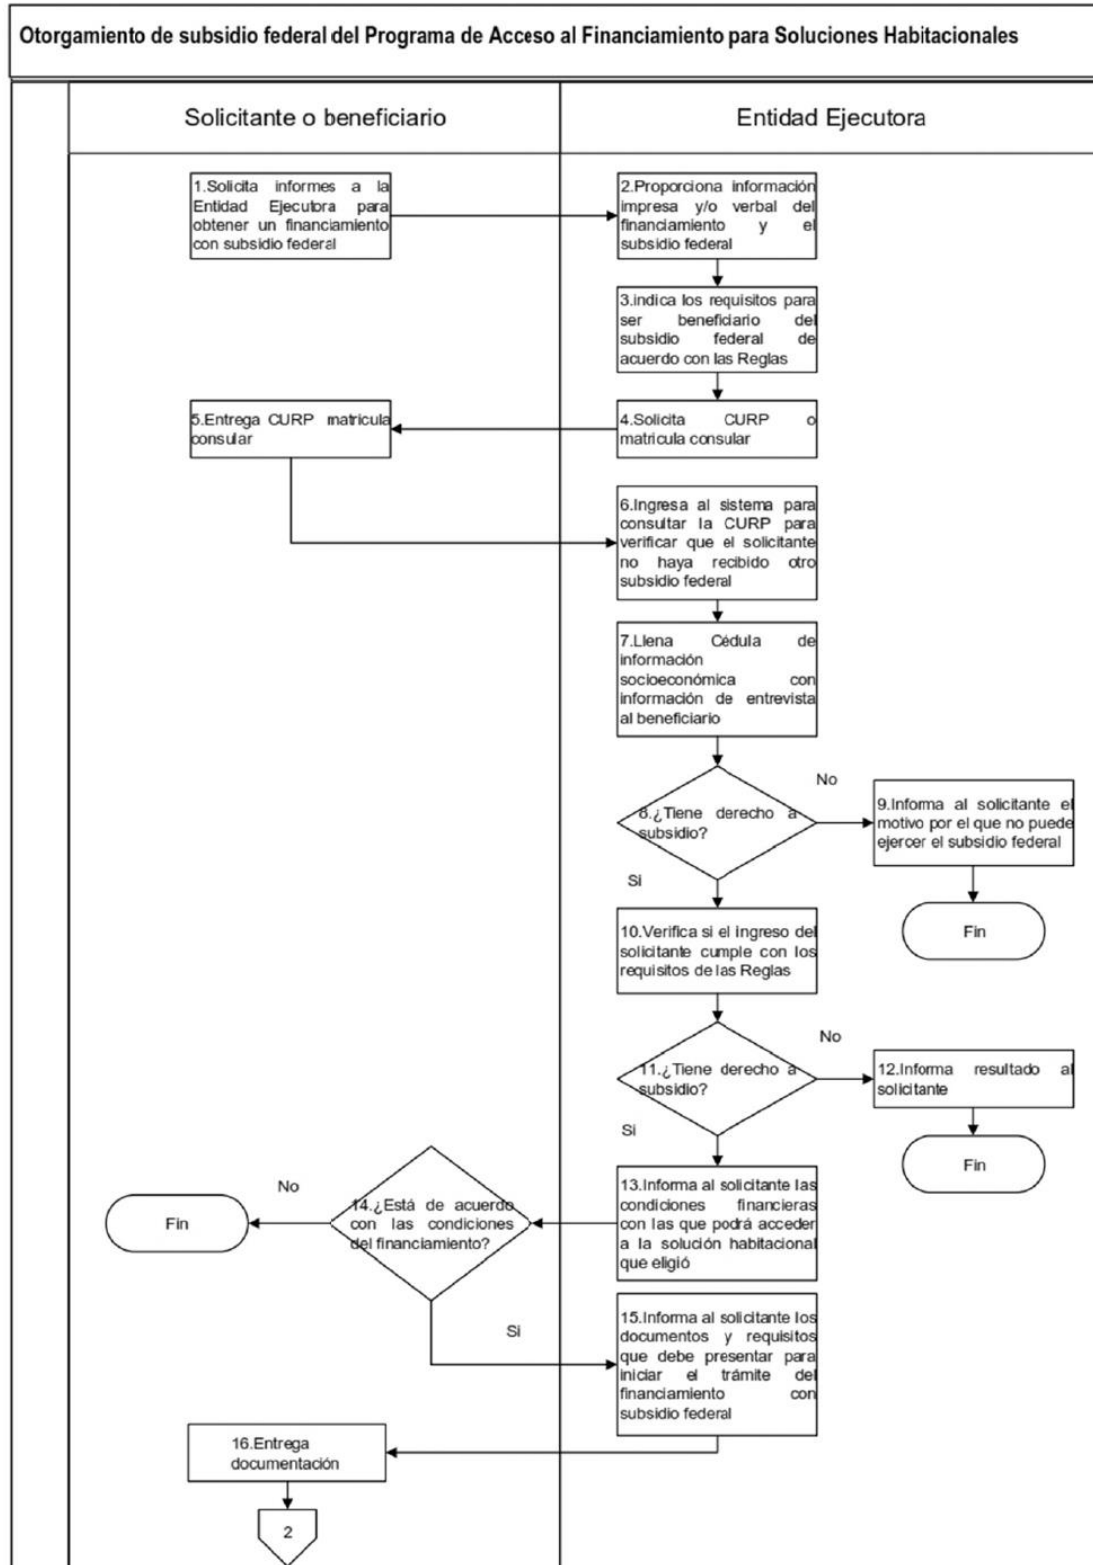 Otorgamiento de subsidio federal del Programa de Acceso al Financiamiento para Soluciones Habitacionales
Solicitante o beneficiario
Entidad Ejecutora
1.Solicita informes a la
Entidad Ejecutora para
obtener un financiamiento
con subsidio federal
2.Proporciona información
impresa y/o verbal del
financiamiento y el
subsidio federal
3.indica los requisitos para
ser beneficiario del
subsidio federal de
acuerdo con las Reglas
5.Entrega CURP matricula
consular
4.Solicita CURP o
matricula consular
6.Ingresa al sistema para
consultar la CURP para
verificar que el solicitante
no haya recibido otro
subsidio federal
7.Llena Cédula de
información
socioeconómica con
información de entrevista
al beneficiario
8.¿Tiene derecho a
subsidio?
No
9.Informa al solicitante el
motivo por el que no puede
ejercer el subsidio federal
Si
Fin
10.Verifica si el ingreso del
solicitante cumple con los
requisitos de las Reglas
11.¿Tiene derecho a
subsidio?
No
12.Informa resultado al
solicitante
Si
Fin
13.Informa al solicitante las
condiciones financieras
con las que podrá acceder
a la solución habitacional
que eligió
14.¿Está de acuerdo
con las condiciones
del financiamiento?
No
Fin
Si
15.Informa al solicitante los
documentos y requisitos
que debe presentar para
iniciar el trámite del
financiamiento con
subsidio federal
16.Entrega
documentación
2